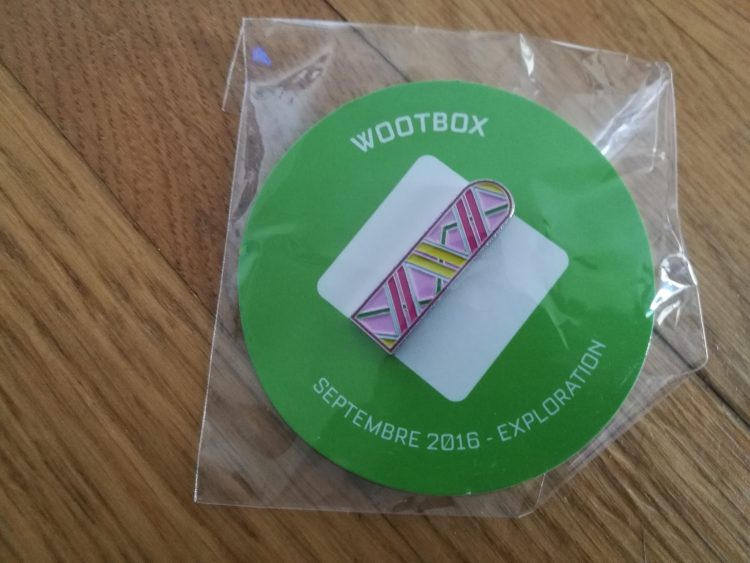 WOOTBOX
SEPTEMBRE 2016 - EXPLORATION